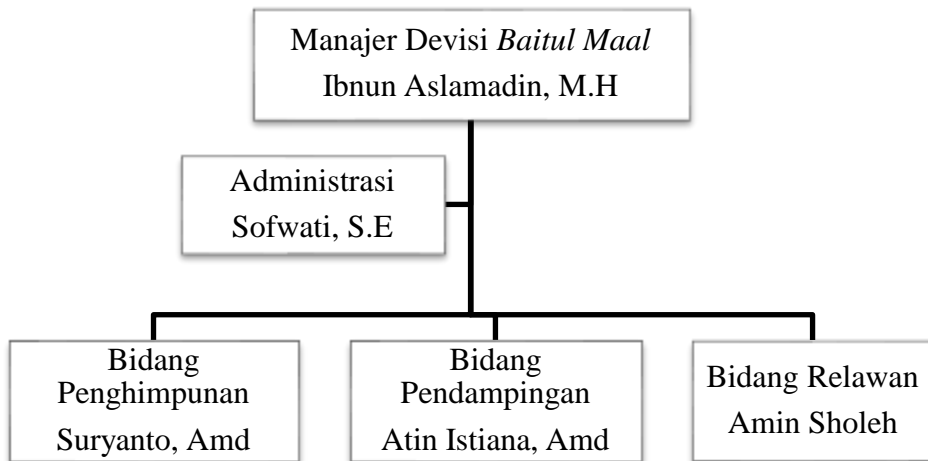 Manajer Devisi Baitul Maal
Ibnun Aslamadin, M.H
Administrasi
Sofwati, S.E
Bidang
Penghimpunan
Suryanto, Amd
Bidang
Pendampingan
Atin Istiana, Amd
Bidang Relawan
Amin Sholeh